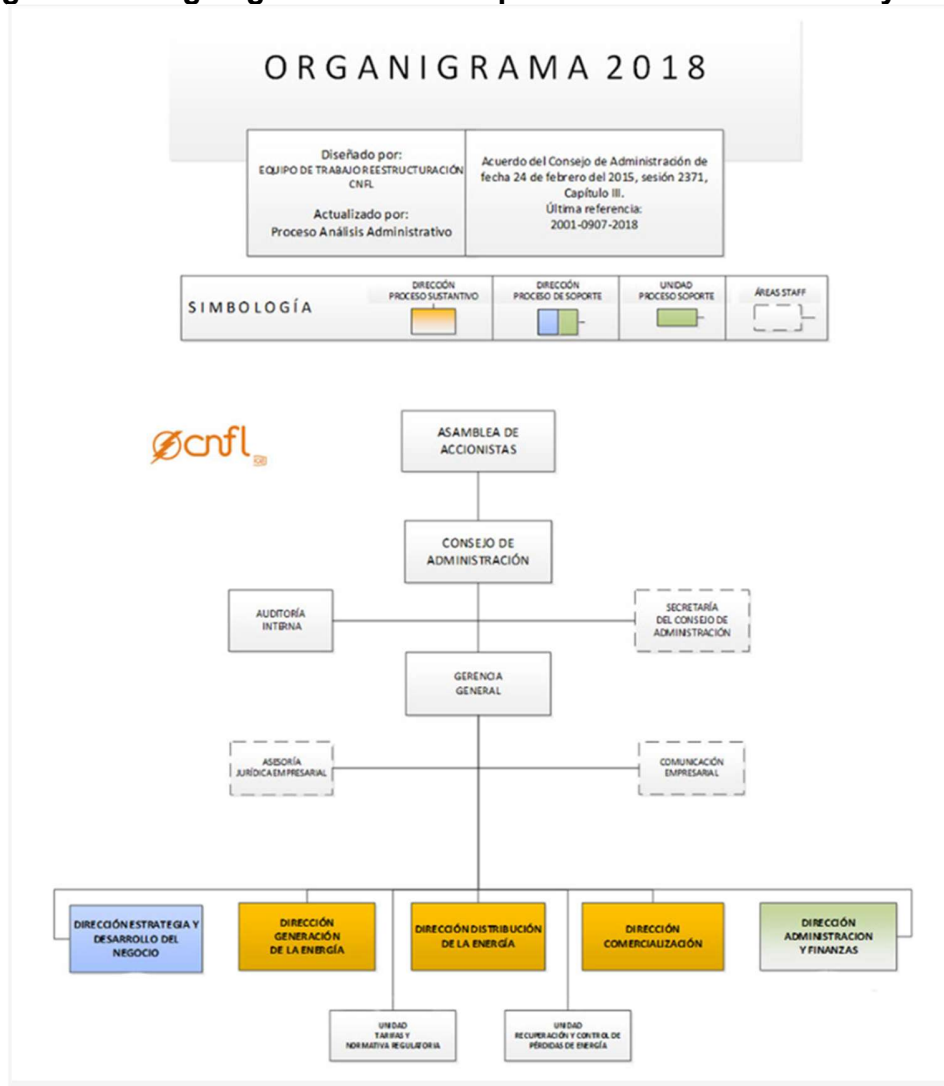 ORGANIGRAMA 2018
Diseñado por:
EQUIPO DE TRABAJO REESTRUCTURACIÓN
CNFL
Actualizado por:
Proceso Análisis Administrativo
Acuerdo del Consejo de Administración de
fecha 24 de febrero del 2015, sesión 2371,
Capítulo III.
Última referencia:
2001-0907-2018
SIMBOLOGÍA
DIRECCIÓN
PROCESO SUSTANTIVO
DIRECCIÓN
PROCESO DE SOPORTE
UNIDAD
PROCESO SOPORTE
ÁREAS STAFF
cnfl
ASAMBLEA DE
ACCIONISTAS
CONSEJO DE
ADMINISTRACIÓN
AUDITORÍA
INTERNA
SECRETARÍA
DEL CONSEJO DE
ADMINISTRACIÓN
GERENCIA
GENERAL
ASESORÍA
JURÍDICA EMPRESARIAL
COMUNICACIÓN
EMPRESARIAL
DIRECCIÓN ESTRATEGIA Y
DESARROLLO DEL
NEGOCIO
DIRECCIÓN
GENERACIÓN
DE LA ENERGÍA
DIRECCIÓN DISTRIBUCIÓN
DE LA ENERGÍA
DIRECCIÓN
COMERCIALIZACIÓN
DIRECCIÓN
ADMINISTRACION
Y FINANZAS
UNIDAD
TARIFAS Y
NORMATIVA REGULATORIA
UNIDAD
RECUPERACIÓN Y CONTROL DE
PÉRDIDAS DE ENERGÍA